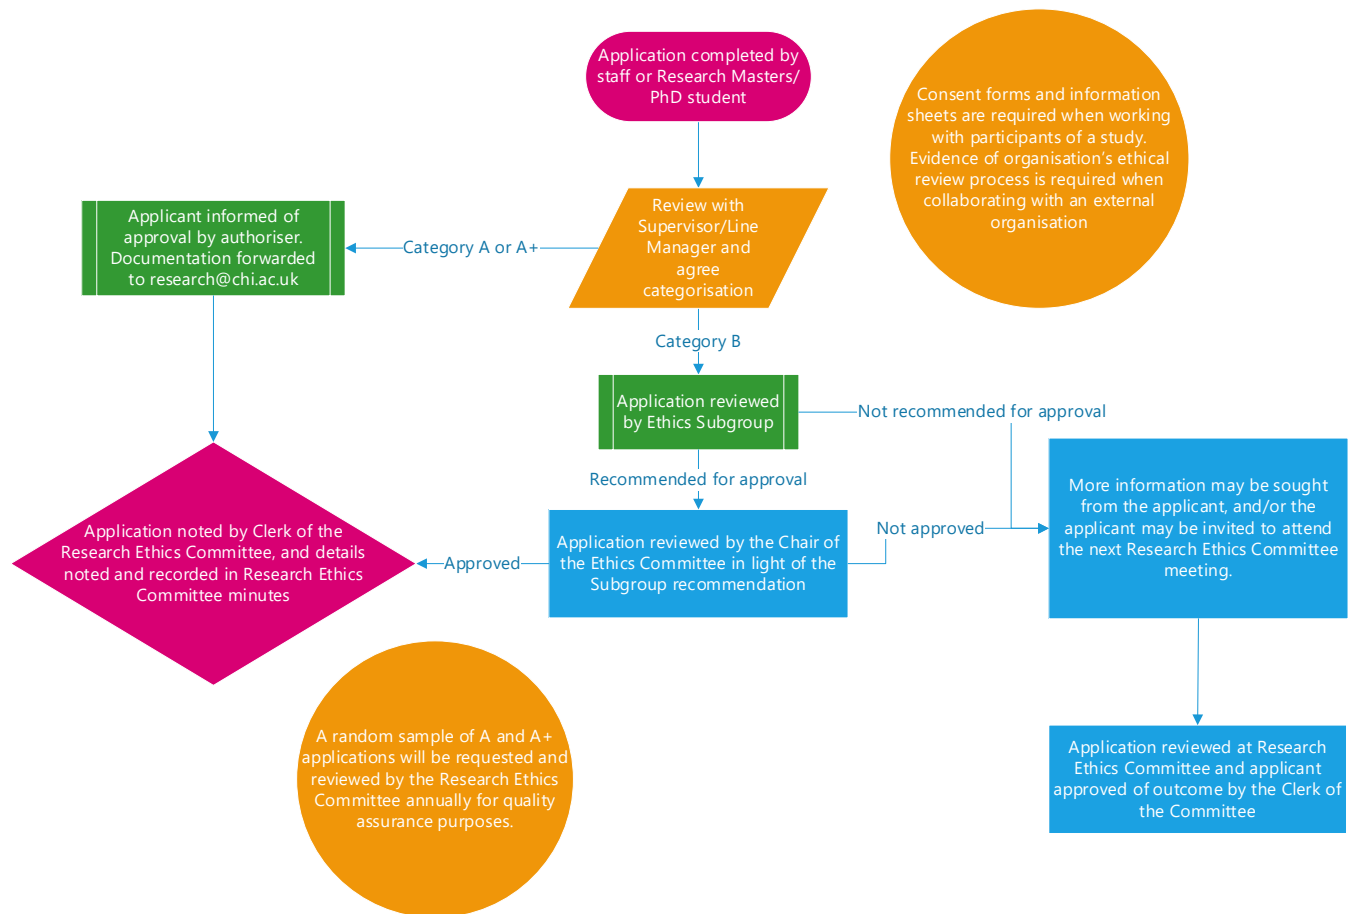 Application completed by
staff or Research Masters/
PhD student
Consent forms and information
sheets are required when working
with participants of a study.
Evidence of organisation’s ethical
review process is required when
collaborating with an external
organisation
Review with
Supervisor/Line
Manager and
agree
categorisation
Category A or A+
Applicant informed of
approval by authoriser.
Documentation forwarded
to research@chi.ac.uk
Category B
Application reviewed
by Ethics Subgroup
Not recommended for approval
Recommended for approval
More information may be sought
from the applicant, and/or the
applicant may be invited to attend
the next Research Ethics Committee
meeting.
Application reviewed by the Chair of
the Ethics Committee in light of the
Subgroup recommendation
Not approved
Approved
Application noted by Clerk of the
Research Ethics Committee, and details
noted and recorded in Research Ethics
Committee minutes
A random sample of A and A+
applications will be requested and
reviewed by the Research Ethics
Committee annually for quality
assurance purposes.
Application reviewed at Research
Ethics Committee and applicant
approved of outcome by the Clerk of
the Committee